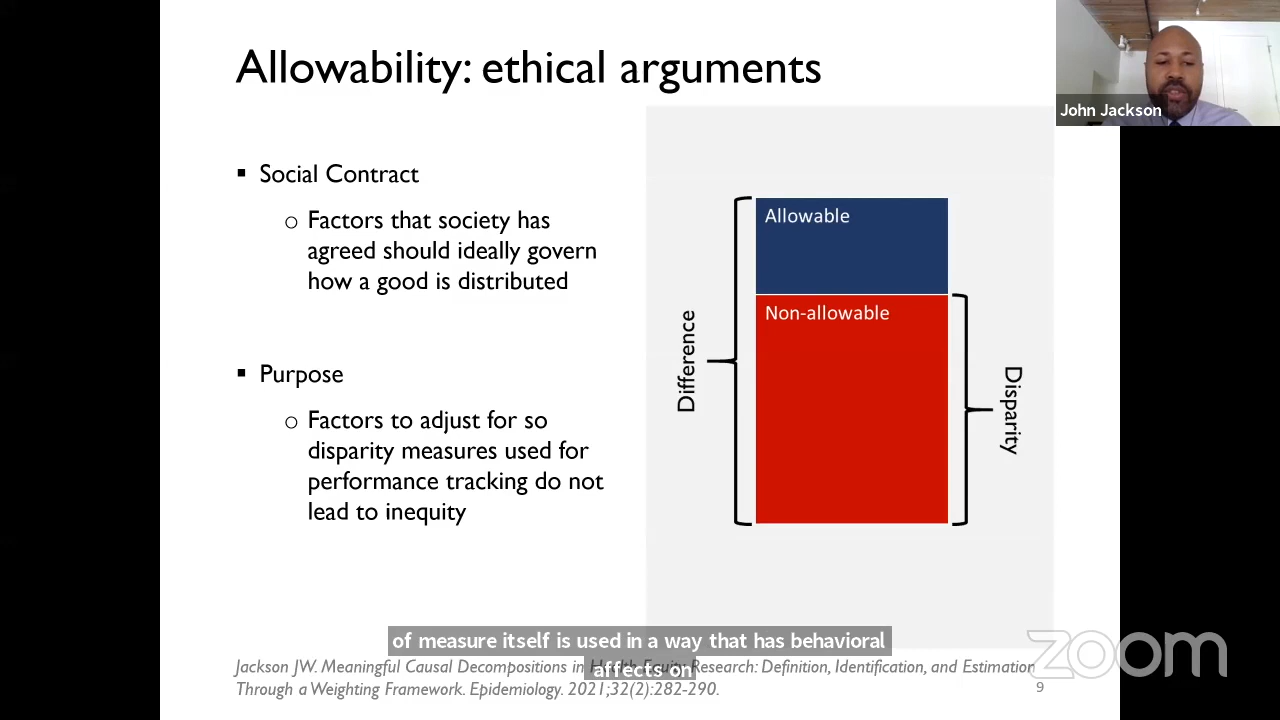 Allowability: ethical arguments
John Jackson
▪ Social Contract
o Factors that society has
agreed should ideally govern
how a good is distributed
▪ Purpose
o Factors to adjust for so
disparity measures used for
performance tracking do not
lead to inequity
Difference
Allowable
Non-allowable
Disparity
of measure itself is used in a way that has behavioral
affects on
Jackson JW. Meaningful Causal Decompositions in Health Equity Research: Definition, Identification, and Estimation
Through a Weighting Framework. Epidemiology. 2021;32(2):282-290.
9
zoom